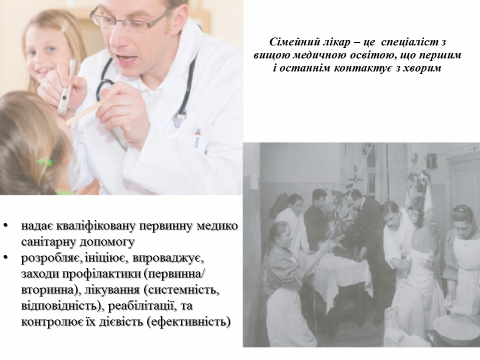 Сімейний лікар – це спеціаліст з
вищою медичною освітою, що першим
і останнім контактує з хворим
• надає кваліфіковану первинну медико
санітарну допомогу
• розробляє, ініціює, впроваджує,
заходи профілактики (первинна/
вторинна), лікування (системність,
відповідність), реабілітації, та
контролює їх дієвість (ефективність)